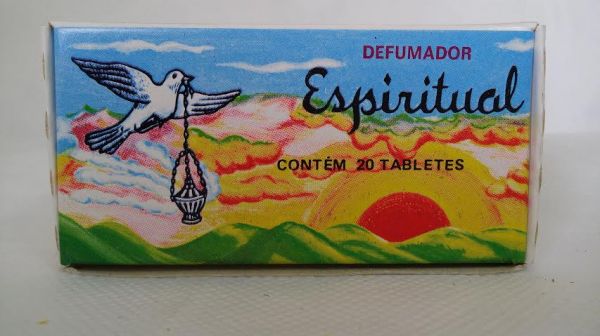 DEFUMADOR
Espiritual
CONTÉM 20 TABLETES